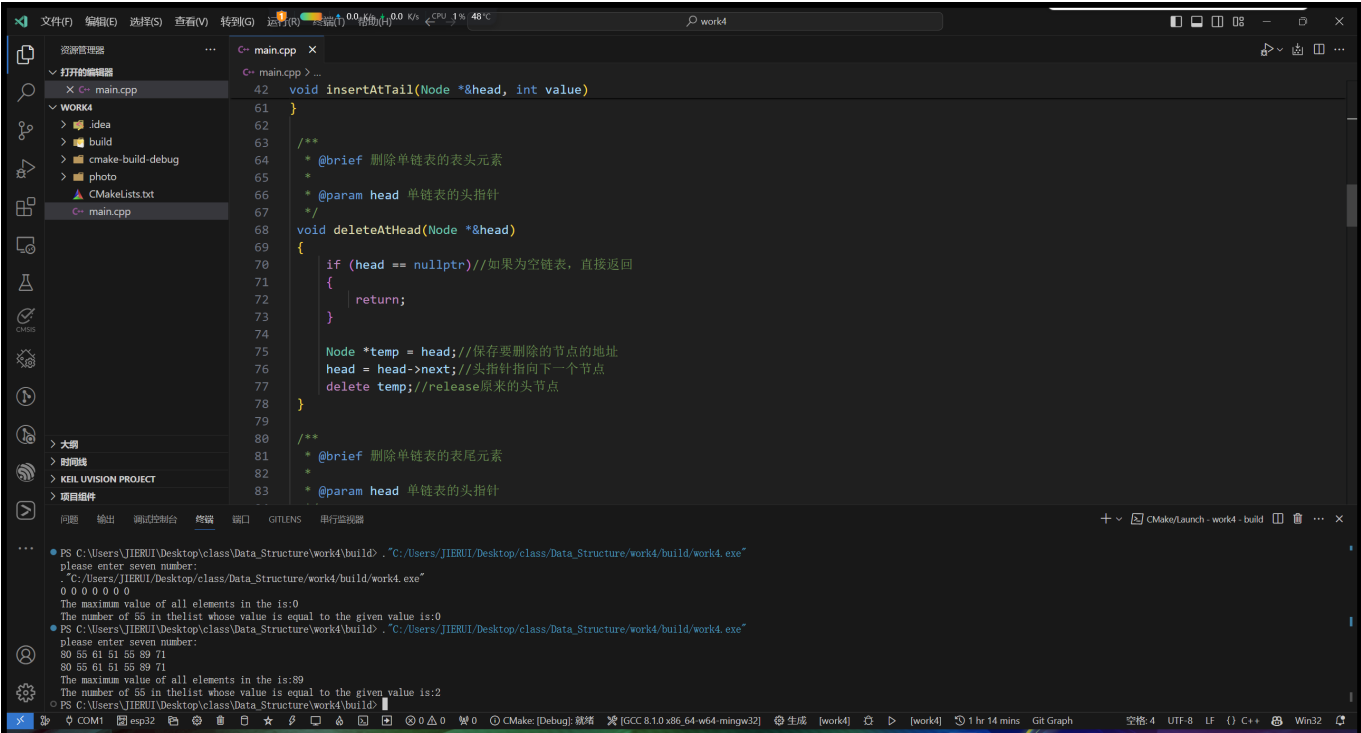 文件(F) 编辑(E) 选择(S) 查看(V) 转到(G) 运行(R) 终端(T) 帮助(H) 0.0 K/s 0.0 K/s CPU 1% 48°C work4
资源管理器
打开的编辑器
main.cpp
WORK4
.idea
build
cmake-build-debug
photo
CMakeLists.txt
main.cpp
大纲
时间线
KEIL UVISION PROJECT
项目组件
CMSIS
main.cpp
main.cpp > ...
42 void insertAtTail(Node *&head, int value)
61 }
62
63 /**
64 * @brief 删除单链表的表头元素
65 *
66 * @param head 单链表的头指针
67 */
68 void deleteAtHead(Node *&head)
69 {
70 if (head == nullptr)//如果为空链表，直接返回
71 {
72 return;
73 }
74
75 Node *temp = head;//保存要删除的节点的地址
76 head = head->next;//头指针指向下一个节点
77 delete temp;//release原来的头节点
78 }
79
80 /**
81 * @brief 删除单链表的表尾元素
82 *
83 * @param head 单链表的头指针
问题 输出 调试控制台 终端 端口 GITLENS 串行监视器 CMake/Launch - work4 - build
PS C:\Users\JIERUI\Desktop\class\Data_Structure\work4\build> ."C:/Users/JIERUI/Desktop/class/Data_Structure/work4/build/work4.exe"
please enter seven number:
."C:/Users/JIERUI/Desktop/class/Data_Structure/work4/build/work4.exe"
0 0 0 0 0 0 0
The maximum value of all elements in the is:0
The number of 55 in thelist whose value is equal to the given value is:0
PS C:\Users\JIERUI\Desktop\class\Data_Structure\work4\build> ."C:/Users/JIERUI/Desktop/class/Data_Structure/work4/build/work4.exe"
please enter seven number:
80 55 61 51 55 89 71
80 55 61 51 55 89 71
The maximum value of all elements in the is:89
The number of 55 in thelist whose value is equal to the given value is:2
PS C:\Users\JIERUI\Desktop\class\Data_Structure\work4\build>
COM1 esp32 0 0 0 CMake: [Debug]: 就绪 [GCC 8.1.0 x86_64-w64-mingw32] 生成 [work4] [work4] 1 hr 14 mins Git Graph 空格: 4 UTF-8 LF {} C++ Win32